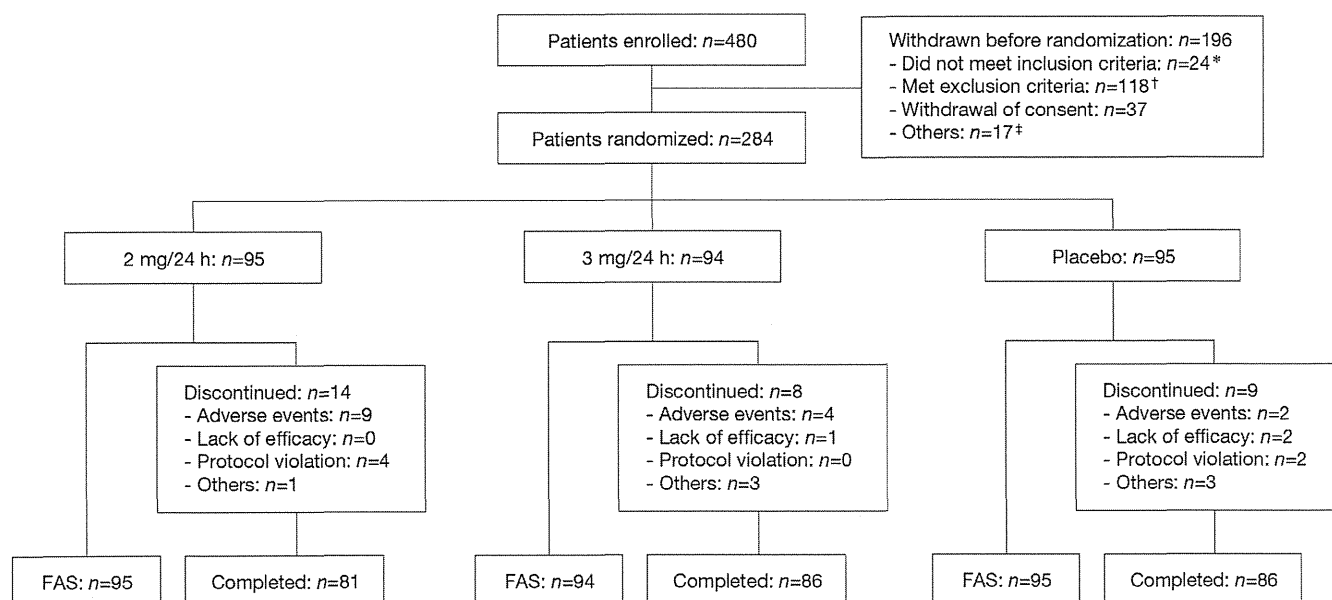 Patients enrolled: n=480
Withdrawn before randomization: n=196
- Did not meet inclusion criteria: n=24*
- Met exclusion criteria: n=118†
- Withdrawal of consent: n=37
- Others: n=17‡
Patients randomized: n=284
2 mg/24 h: n=95
3 mg/24 h: n=94
Placebo: n=95
Discontinued: n=14
- Adverse events: n=9
- Lack of efficacy: n=0
- Protocol violation: n=4
- Others: n=1
Discontinued: n=8
- Adverse events: n=4
- Lack of efficacy: n=1
- Protocol violation: n=0
- Others: n=3
Discontinued: n=9
- Adverse events: n=2
- Lack of efficacy: n=2
- Protocol violation: n=2
- Others: n=3
FAS: n=95
Completed: n=81
FAS: n=94
Completed: n=86
FAS: n=95
Completed: n=86